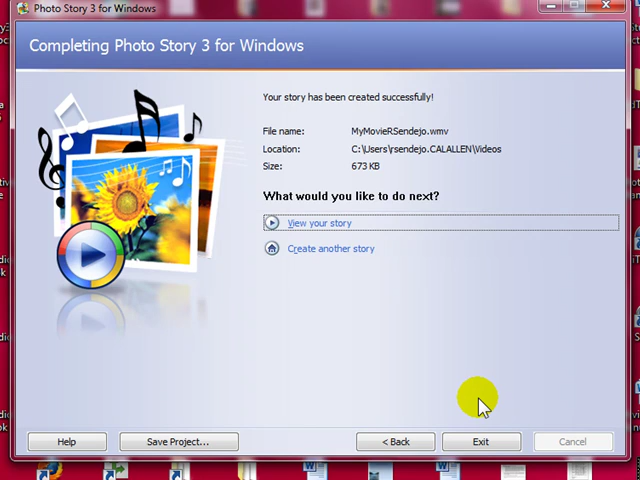 Photo Story 3 for Windows
Completing Photo Story 3 for Windows
Your story has been created successfully!
File name: MyMovieRSendejo.wmv
Location: C:\Users\rsendejo.CALALLEN\Videos
Size: 673 KB
What would you like to do next?
View your story
Create another story
Help Save Project... < Back Exit Cancel